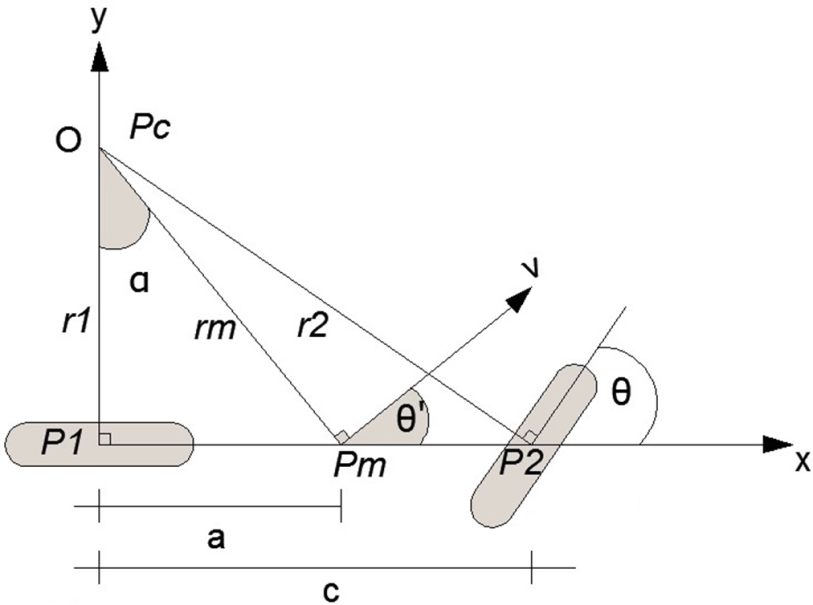 y
O
Pc
ɑ
r1
rm
r2
v
θ'
θ
P1
Pm
P2
x
a
c